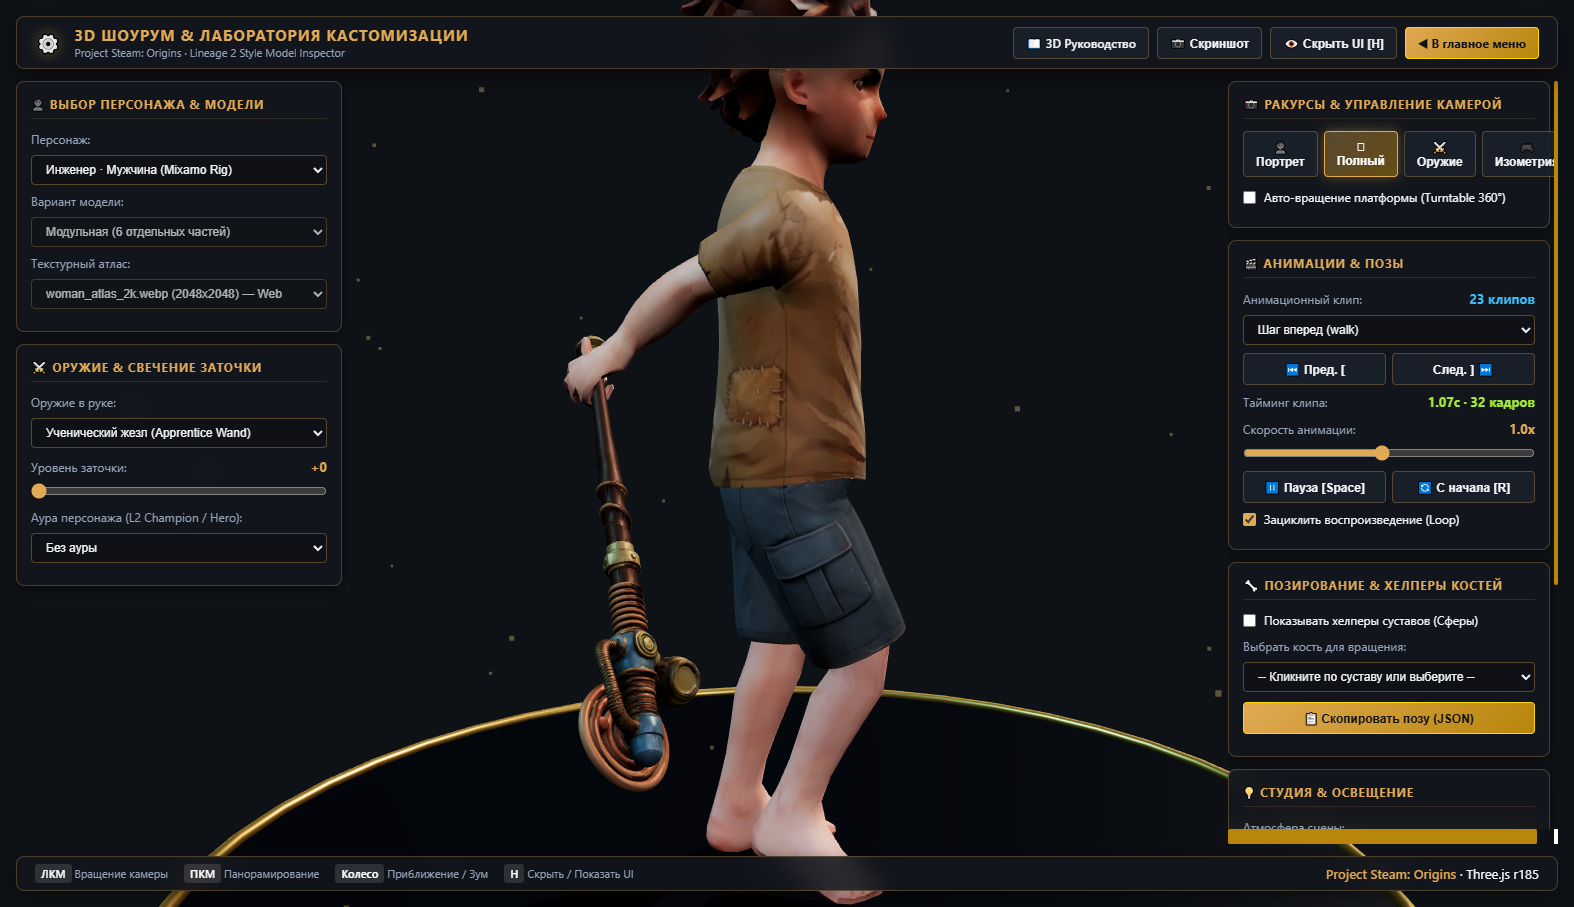 3D ШОУРУМ & ЛАБОРАТОРИЯ КАСТОМИЗАЦИИ
Project Steam: Origins · Lineage 2 Style Model Inspector
3D Руководство
Скриншот
Скрыть UI [H]
В главное меню
ВЫБОР ПЕРСОНАЖА & МОДЕЛИ
Персонаж:
Инженер · Мужчина (Mixamo Rig)
Вариант модели:
Модульная (6 отдельных частей)
Текстурный атлас:
woman_atlas_2k.webp (2048x2048) — Web
ОРУЖИЕ & СВЕЧЕНИЕ ЗАТОЧКИ
Оружие в руке:
Ученический жезл (Apprentice Wand)
Уровень заточки: +0
Аура персонажа (L2 Champion / Hero):
Без ауры
РАКУРСЫ & УПРАВЛЕНИЕ КАМЕРОЙ
Портрет
Полный
Оружие
Изометрия
Авто-вращение платформы (Turntable 360°)
АНИМАЦИИ & ПОЗЫ
Анимационный клип: 23 клипов
Шаг вперед (walk)
Пред. [
След. ]
Тайминг клипа: 1.07с · 32 кадров
Скорость анимации: 1.0x
Пауза [Space]
С начала [R]
Зациклить воспроизведение (Loop)
ПОЗИРОВАНИЕ & ХЕЛПЕРЫ КОСТЕЙ
Показывать хелперы суставов (Сферы)
Выбрать кость для вращения:
-- Кликните по суставу или выберите --
Скопировать позу (JSON)
СТУДИЯ & ОСВЕЩЕНИЕ
Атмосфера сцены:
ЛКМ Вращение камеры
ПКМ Панорамирование
Колесо Приближение / Зум
H Скрыть / Показать UI
Project Steam: Origins · Three.js r185